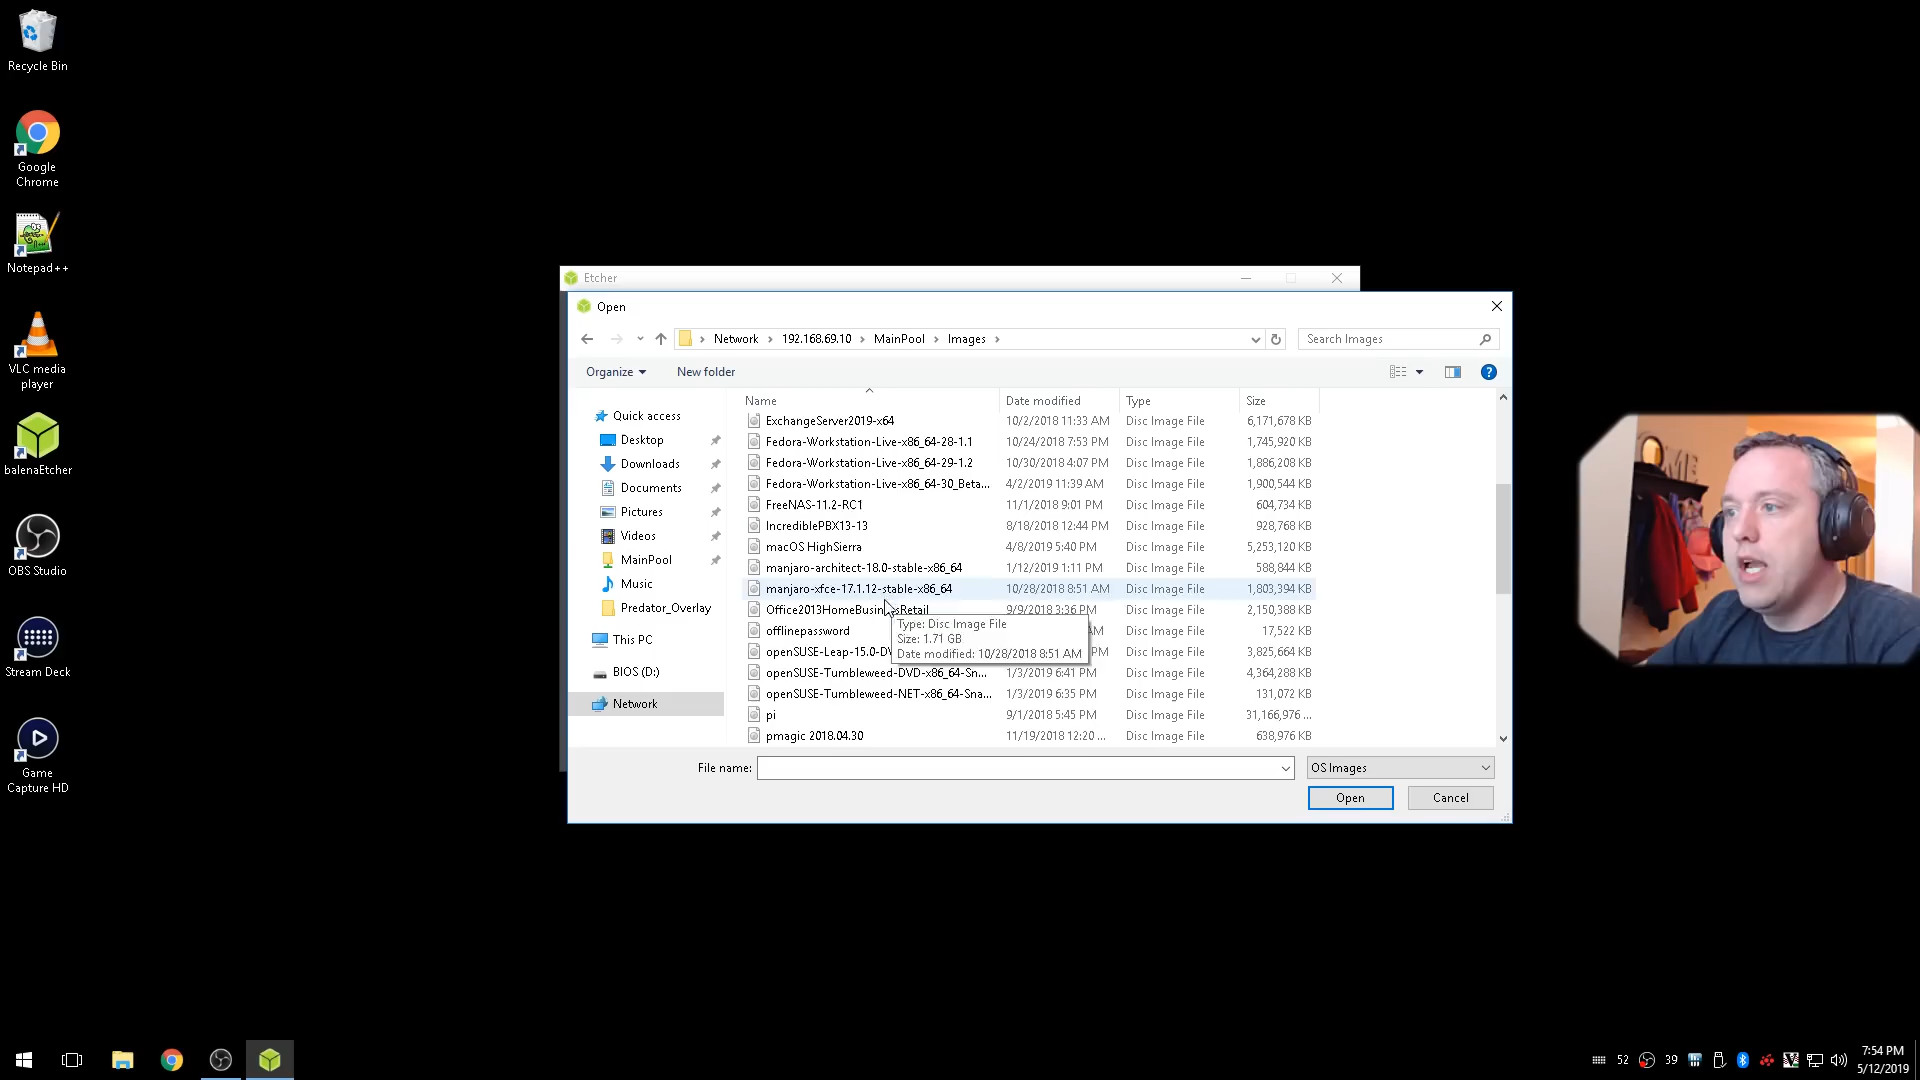 Recycle Bin
Google
Chrome
Notepad++
VLC media
player
balenaEtcher
OBS Studio
Stream Deck
Game
Capture HD
Etcher
Open
Network
192.168.69.10
MainPool
Images
Search Images
Organize
New folder
Quick access
Desktop
Downloads
Documents
Pictures
Videos
MainPool
Music
Predator_Overlay
This PC
BIOS (D:)
Network
Name Date modified Type Size
ExchangeServer2019-x64 10/2/2018 11:33 AM Disc Image File 6,171,678 KB
Fedora-Workstation-Live-x86_64-28-1.1 10/24/2018 7:53 PM Disc Image File 1,745,920 KB
Fedora-Workstation-Live-x86_64-29-1.2 10/30/2018 4:07 PM Disc Image File 1,886,208 KB
Fedora-Workstation-Live-x86_64-30_Beta... 4/2/2019 11:39 AM Disc Image File 1,900,544 KB
FreeNAS-11.2-RC1 11/1/2018 9:01 PM Disc Image File 604,734 KB
IncrediblePBX13-13 8/18/2018 12:44 PM Disc Image File 928,768 KB
macOS HighSierra 4/8/2019 5:40 PM Disc Image File 5,253,120 KB
manjaro-architect-18.0-stable-x86_64 1/12/2019 1:11 PM Disc Image File 588,844 KB
manjaro-xfce-17.1.12-stable-x86_64 10/28/2018 8:51 AM Disc Image File 1,803,394 KB
Office2013HomeBusinessRetail 9/9/2018 3:36 PM Disc Image File 2,150,388 KB
offlinepassword AM Disc Image File 17,522 KB
openSUSE-Leap-15.0-DV PM Disc Image File 3,825,664 KB
openSUSE-Tumbleweed-DVD-x86_64-Sn... 1/3/2019 6:41 PM Disc Image File 4,364,288 KB
openSUSE-Tumbleweed-NET-x86_64-Sna... 1/3/2019 6:35 PM Disc Image File 131,072 KB
pi 9/1/2018 5:45 PM Disc Image File 31,166,976 ...
pmagic 2018.04.30 11/19/2018 12:20 ... Disc Image File 638,976 KB
Type: Disc Image File
Size: 1.71 GB
Date modified: 10/28/2018 8:51 AM
File name:
OS Images
Open
Cancel
52
39
7:54 PM
5/12/2019